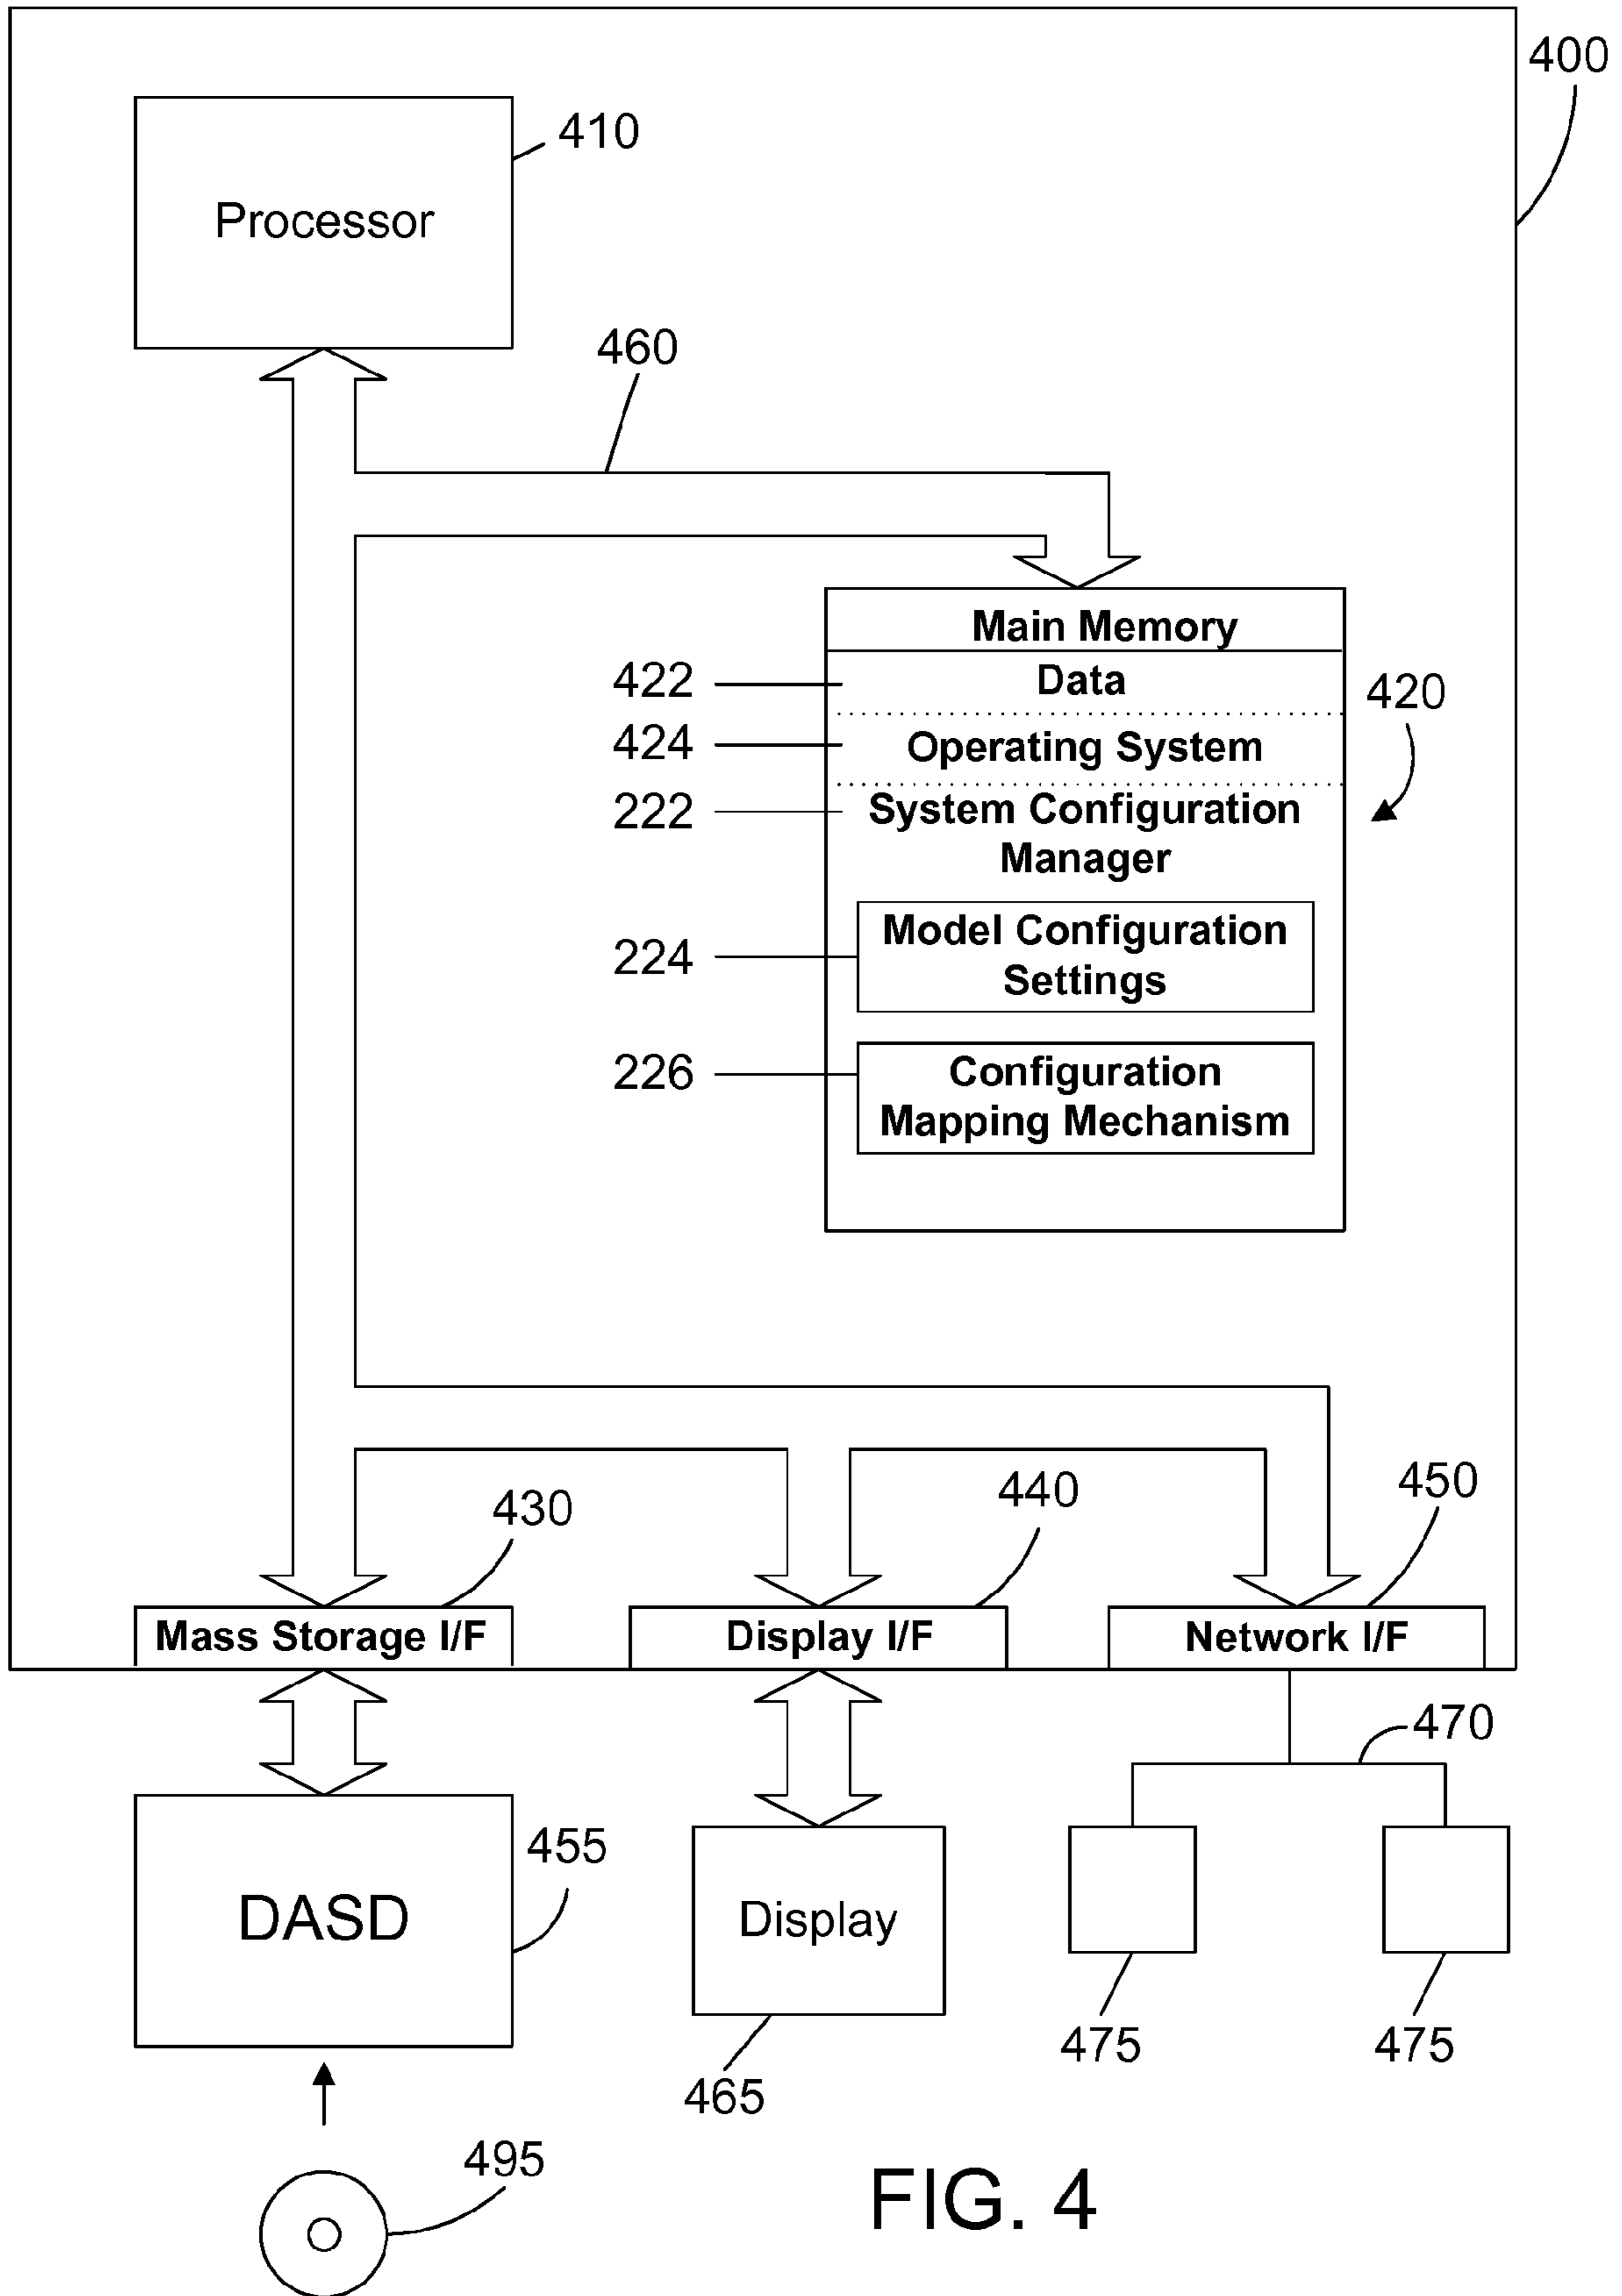 400
410
Processor
460
Main Memory
422
Data
420
424
Operating System
222
System Configuration
Manager
224
Model Configuration
Settings
226
Configuration
Mapping Mechanism
430
440
450
Mass Storage I/F
Display I/F
Network I/F
470
455
DASD
Display
475
475
465
495
FIG. 4